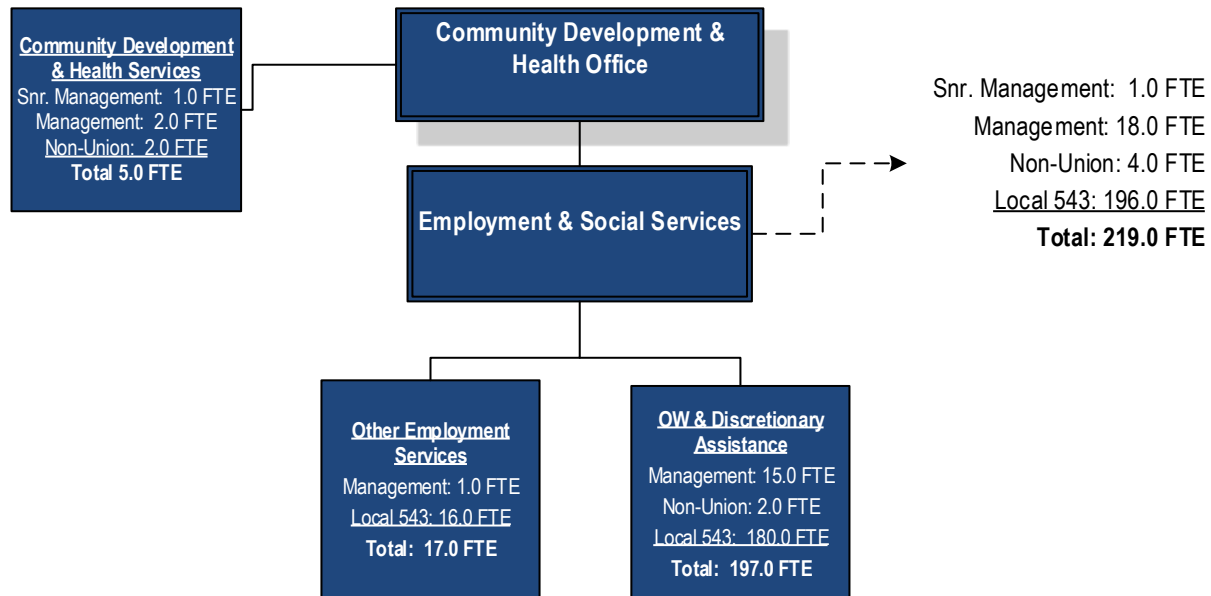 Community Development
& Health Services
Snr. Management: 1.0 FTE
Management: 2.0 FTE
Non-Union: 2.0 FTE
Total 5.0 FTE
Community Development &
Health Office
Snr. Management: 1.0 FTE
Management: 18.0 FTE
Non-Union: 4.0 FTE
Local 543: 196.0 FTE
Total: 219.0 FTE
Employment & Social Services
Other Employment
Services
Management: 1.0 FTE
Local 543: 16.0 FTE
Total: 17.0 FTE
OW & Discretionary
Assistance
Management: 15.0 FTE
Non-Union: 2.0 FTE
Local 543: 180.0 FTE
Total: 197.0 FTE